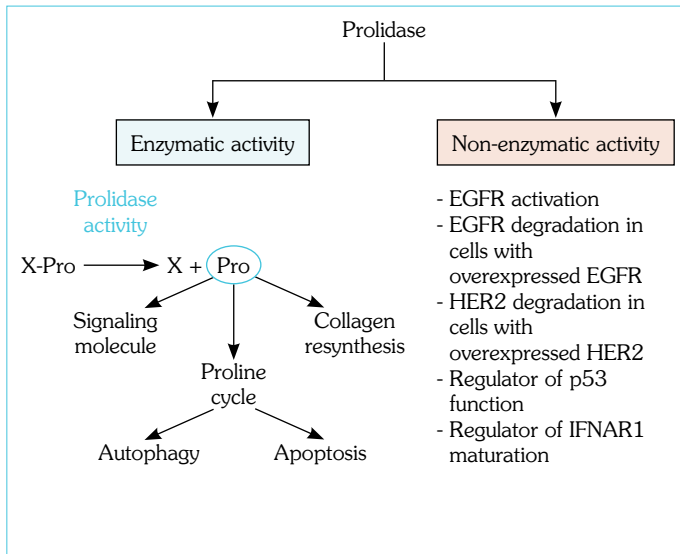 Prolidase
Enzymatic activity
Non-enzymatic activity
Prolidase
activity
X-Pro
X + Pro
Signaling
molecule
Collagen
resynthesis
Proline
cycle
Autophagy
Apoptosis
- EGFR activation
- EGFR degradation in
cells with
overexpressed EGFR
- HER2 degradation in
cells with
overexpressed HER2
- Regulator of p53
function
- Regulator of IFNAR1
maturation